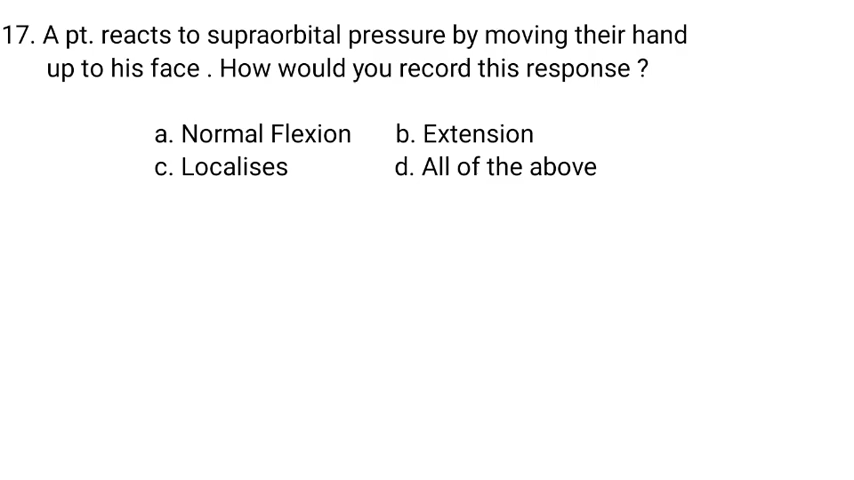 17. A pt. reacts to supraorbital pressure by moving their hand
up to his face . How would you record this response ?
a. Normal Flexion b. Extension
c. Localises d. All of the above